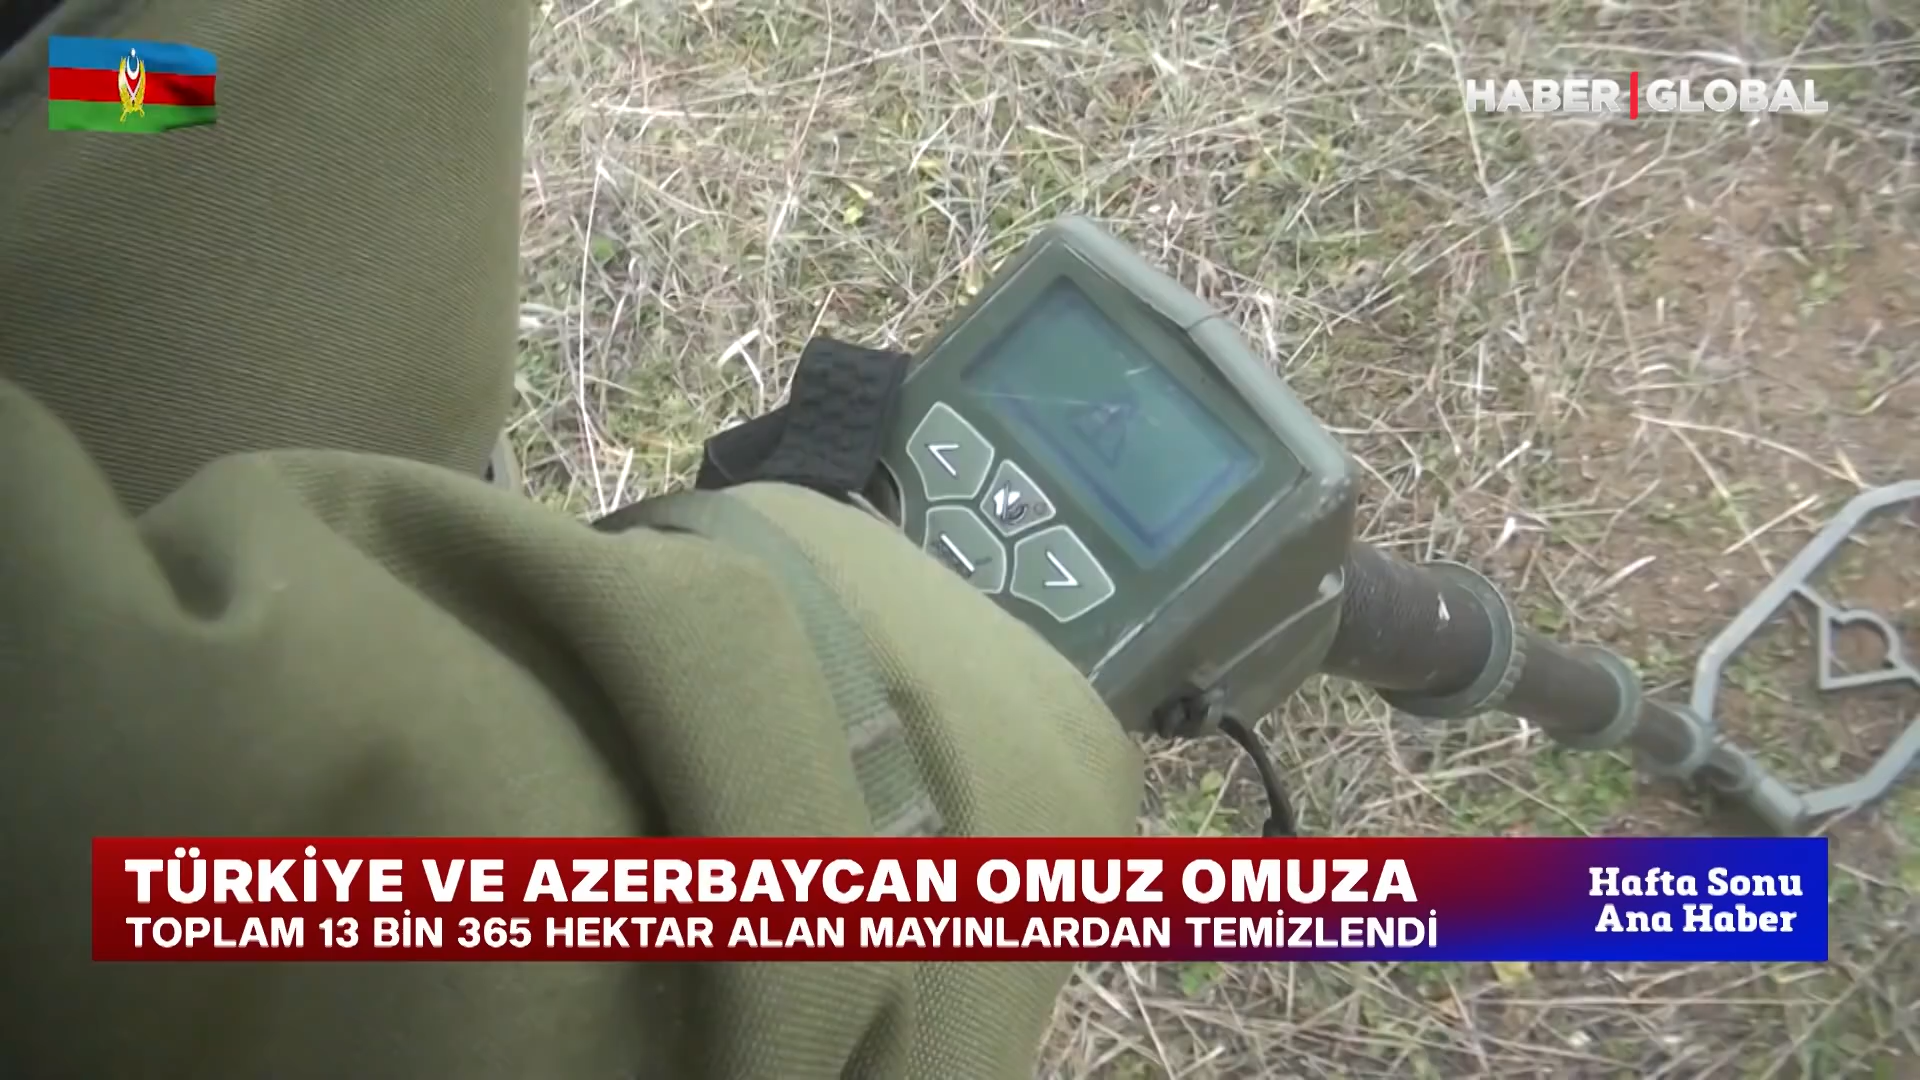 HABER GLOBAL
TÜRKİYE VE AZERBAYCAN OMUZ OMUZA
TOPLAM 13 BİN 365 HEKTAR ALAN MAYINLARDAN TEMİZLENDİ
Hafta Sonu
Ana Haber